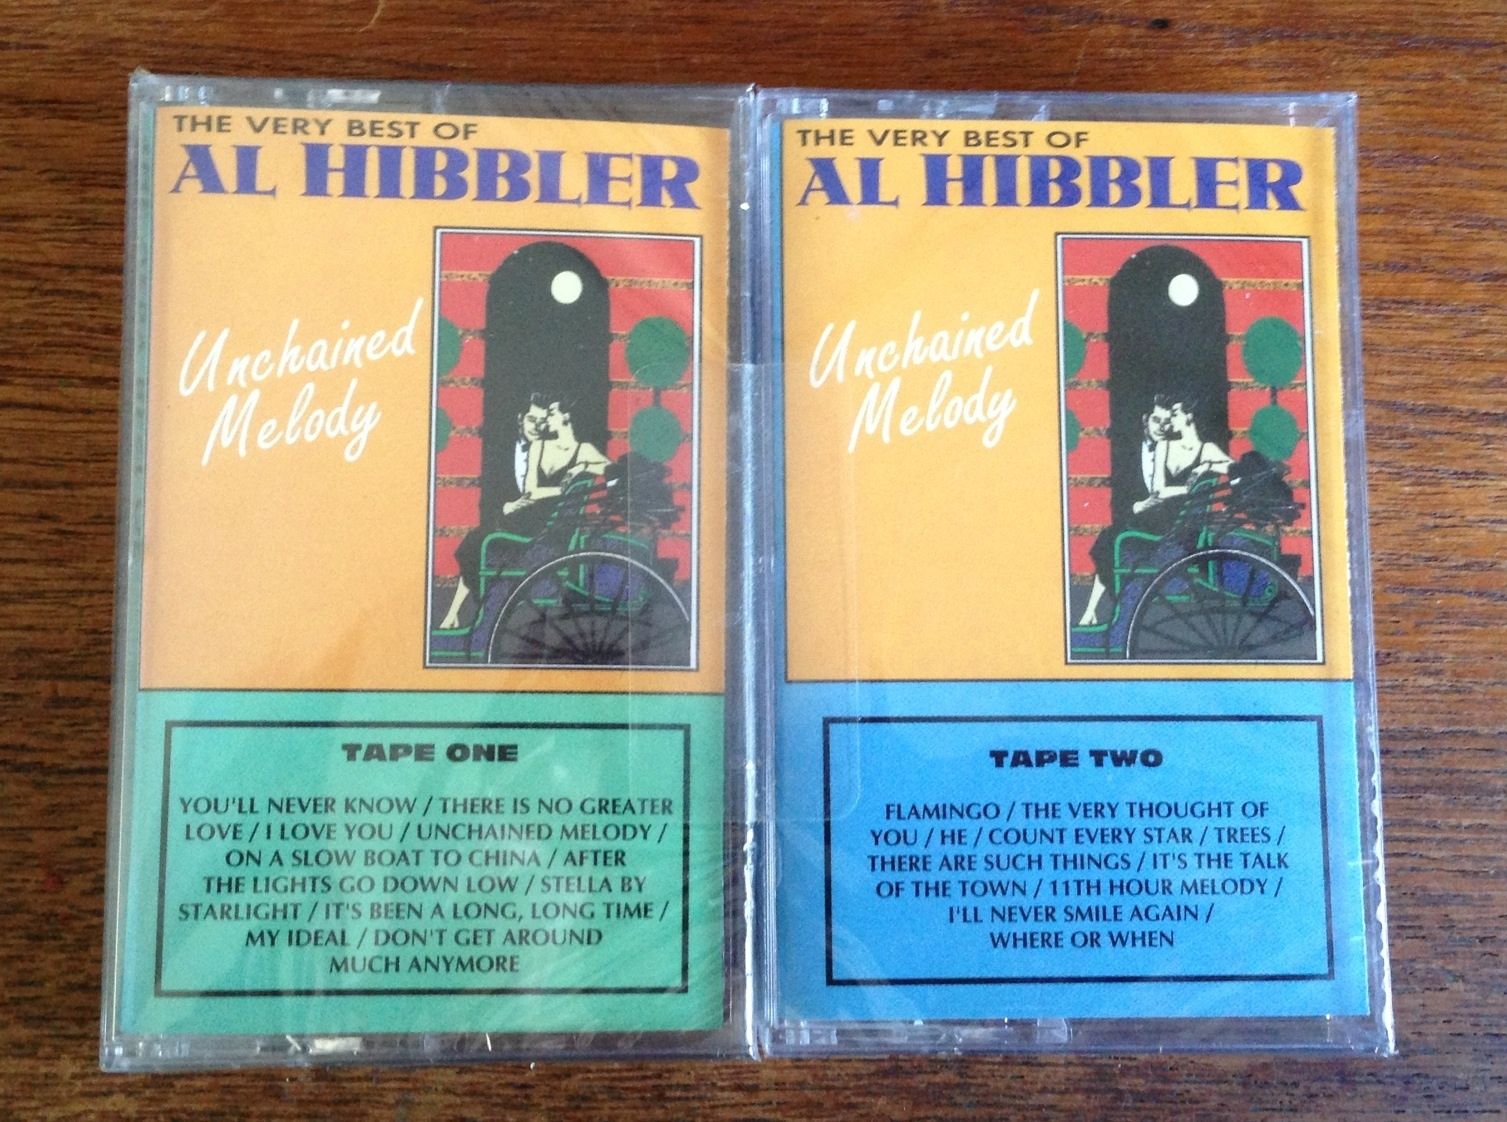 THE VERY BEST OF
AL HIBBLER
Unchained
Melody
TAPE ONE
YOU'LL NEVER KNOW / THERE IS NO GREATER
LOVE / I LOVE YOU / UNCHAINED MELODY /
ON A SLOW BOAT TO CHINA / AFTER
THE LIGHTS GO DOWN LOW / STELLA BY
STARLIGHT / IT'S BEEN A LONG, LONG TIME /
MY IDEAL / DON'T GET AROUND
MUCH ANYMORE
THE VERY BEST OF
AL HIBBLER
Unchained
Melody
TAPE TWO
FLAMINGO / THE VERY THOUGHT OF
YOU / HE / COUNT EVERY STAR / TREES /
THERE ARE SUCH THINGS / IT'S THE TALK
OF THE TOWN / 11TH HOUR MELODY /
I'LL NEVER SMILE AGAIN /
WHERE OR WHEN